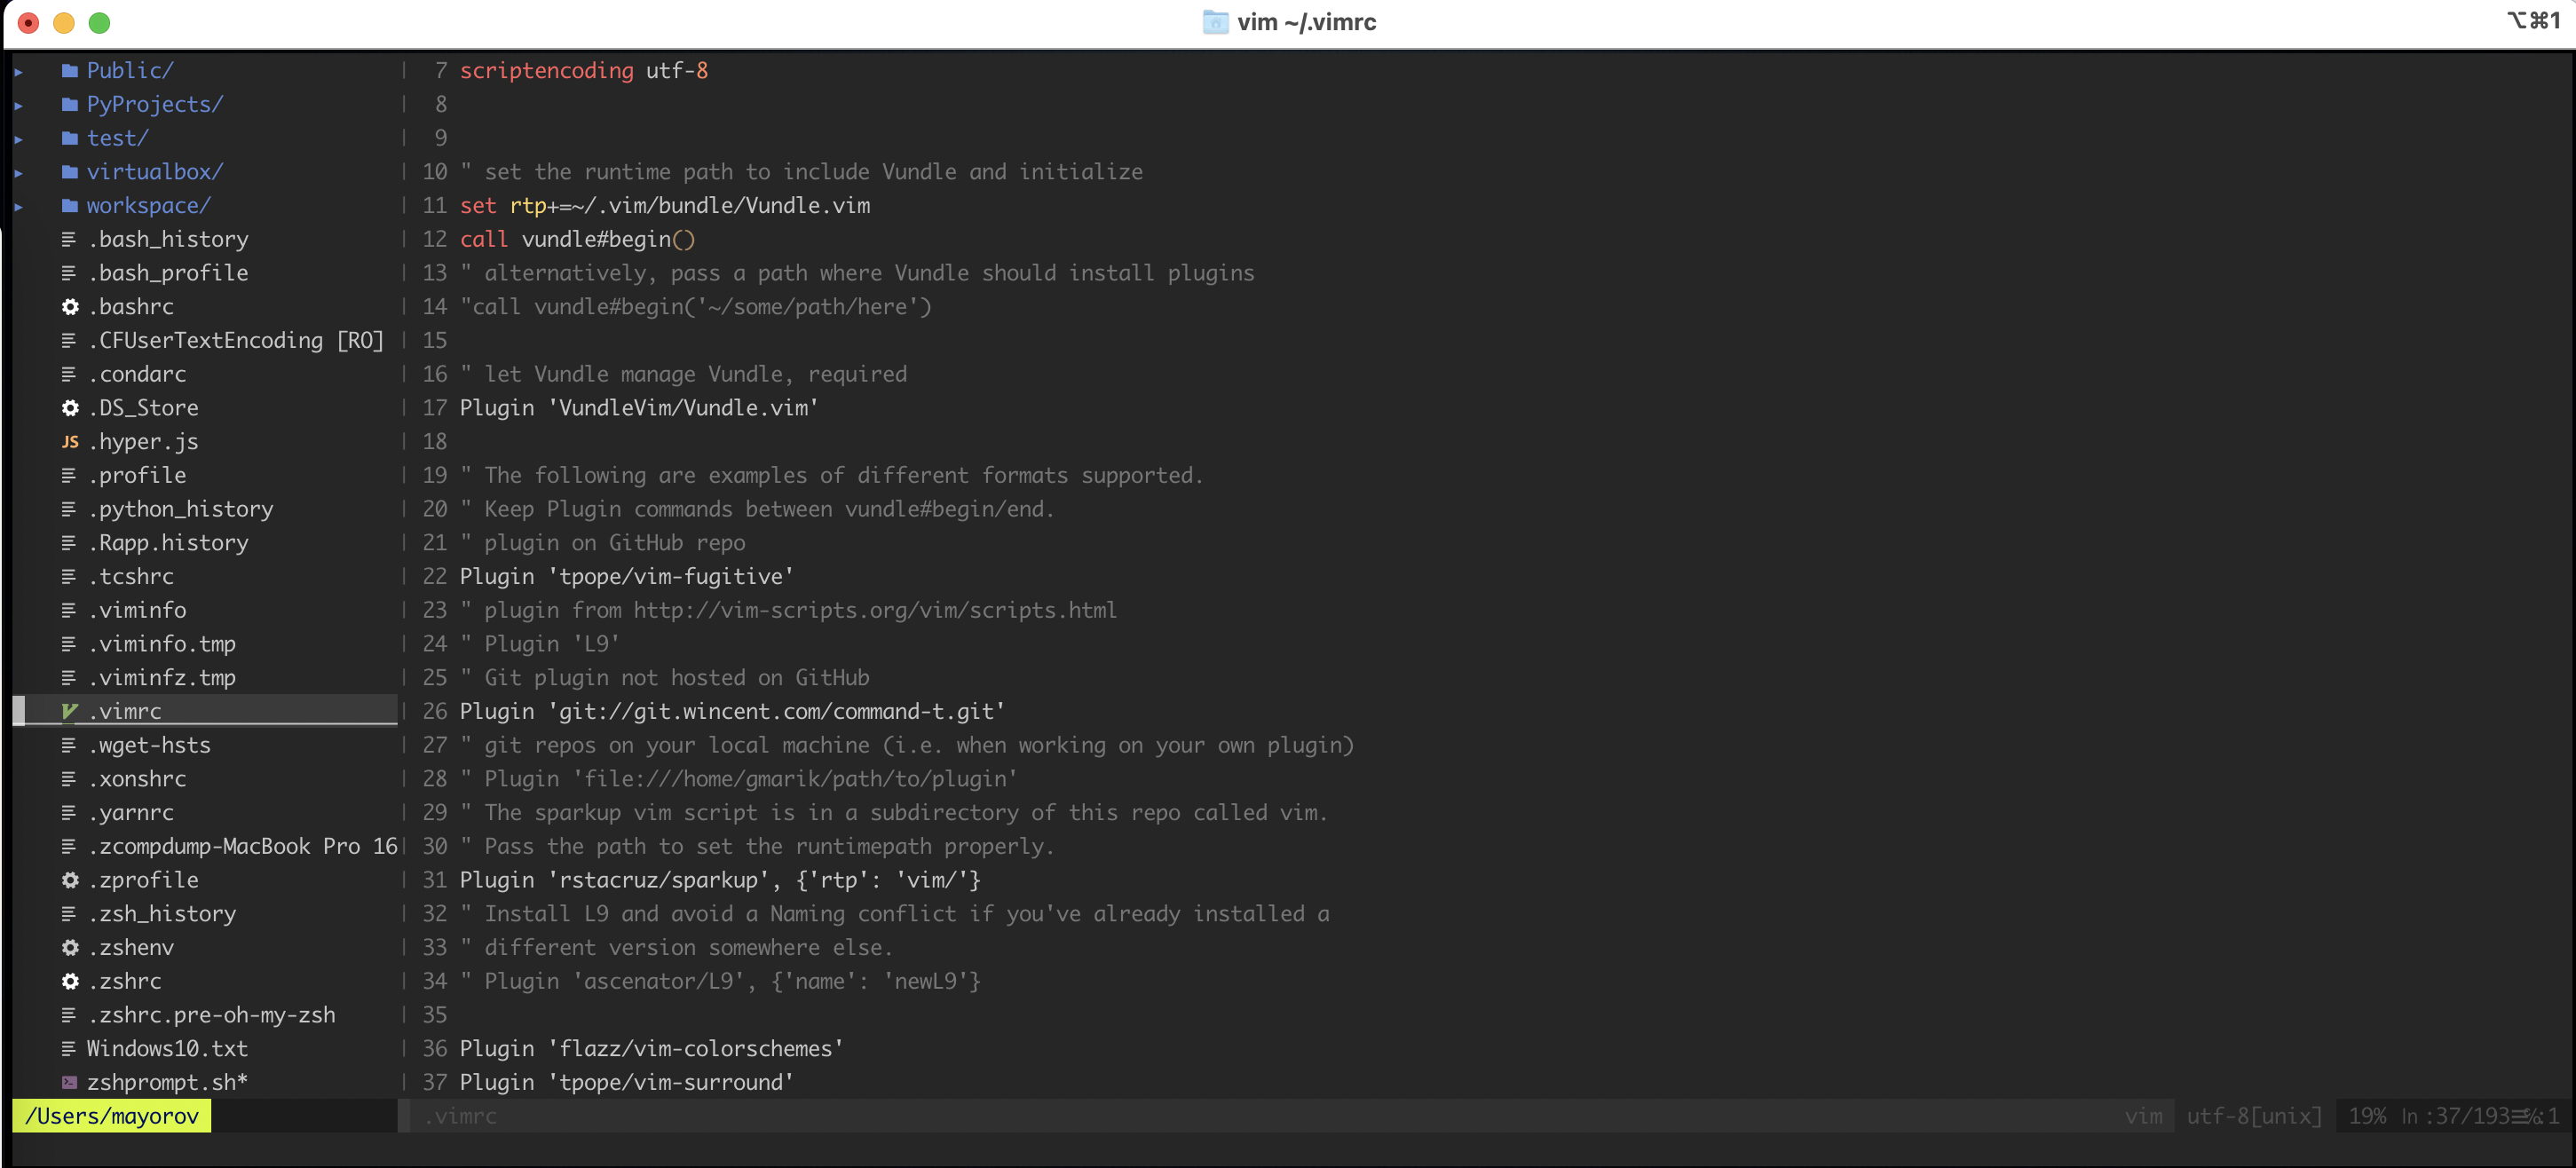 vim ~/.vimrc
⌥⌘1
Public/
PyProjects/
test/
virtualbox/
workspace/
.bash_history
.bash_profile
.bashrc
.CFUserTextEncoding [RO]
.condarc
.DS_Store
JS .hyper.js
.profile
.python_history
.Rapp.history
.tcshrc
.viminfo
.viminfo.tmp
.viminfz.tmp
.vimrc
.wget-hsts
.xonshrc
.yarnrc
.zcompdump-MacBook Pro 16
.zprofile
.zsh_history
.zshenv
.zshrc
.zshrc.pre-oh-my-zsh
Windows10.txt
zshprompt.sh*
/Users/mayorov
7 scriptencoding utf-8
8
9
10 " set the runtime path to include Vundle and initialize
11 set rtp+=~/.vim/bundle/Vundle.vim
12 call vundle#begin()
13 " alternatively, pass a path where Vundle should install plugins
14 "call vundle#begin('~/some/path/here')
15
16 " let Vundle manage Vundle, required
17 Plugin 'VundleVim/Vundle.vim'
18
19 " The following are examples of different formats supported.
20 " Keep Plugin commands between vundle#begin/end.
21 " plugin on GitHub repo
22 Plugin 'tpope/vim-fugitive'
23 " plugin from http://vim-scripts.org/vim/scripts.html
24 " Plugin 'L9'
25 " Git plugin not hosted on GitHub
26 Plugin 'git://git.wincent.com/command-t.git'
27 " git repos on your local machine (i.e. when working on your own plugin)
28 " Plugin 'file:///home/gmarik/path/to/plugin'
29 " The sparkup vim script is in a subdirectory of this repo called vim.
30 " Pass the path to set the runtimepath properly.
31 Plugin 'rstacruz/sparkup', {'rtp': 'vim/'}
32 " Install L9 and avoid a Naming conflict if you've already installed a
33 " different version somewhere else.
34 " Plugin 'ascenator/L9', {'name': 'newL9'}
35
36 Plugin 'flazz/vim-colorschemes'
37 Plugin 'tpope/vim-surround'
.vimrc
vim utf-8[unix] 19% ln :37/193☰℅:1